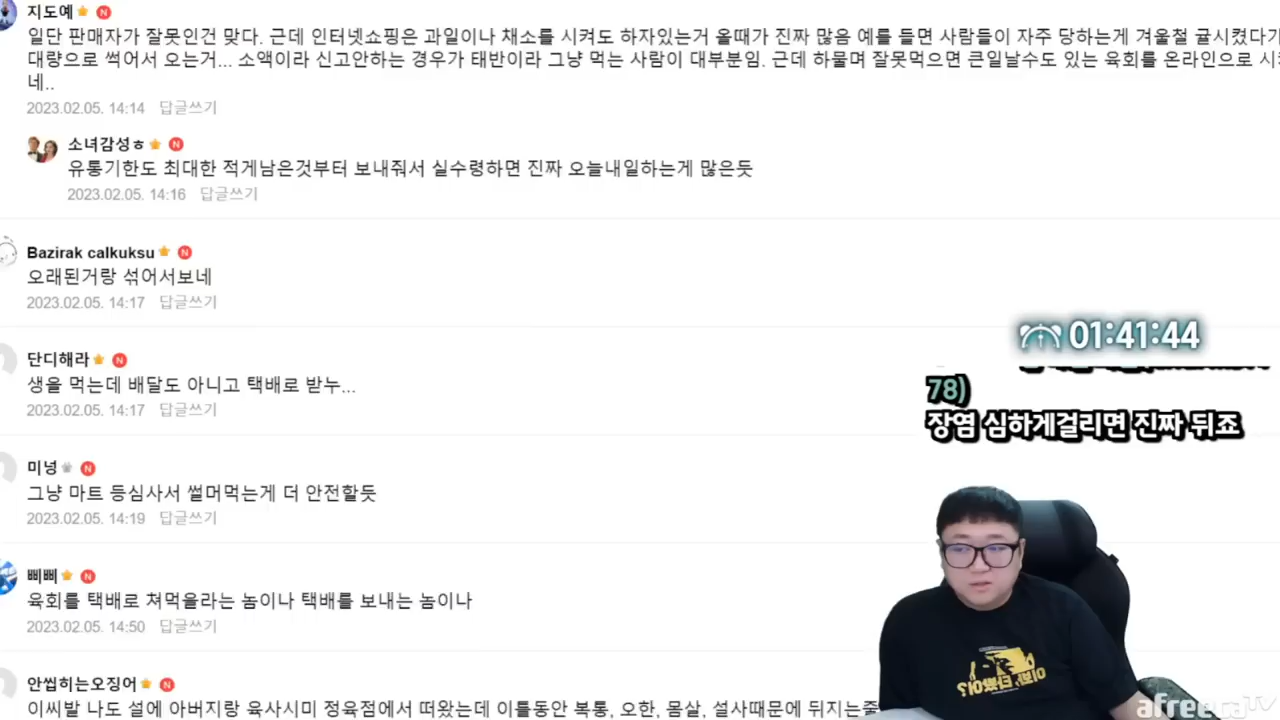 지도예
일단 판매자가 잘못인건 맞다. 근데 인터넷쇼핑은 과일이나 채소를 시켜도 하자있는거 올때가 진짜 많음 예를 들면 사람들이 자주 당하는게 겨울철 귤시켰다가
대량으로 썩어서 오는거... 소액이라 신고안하는 경우가 태반이라 그냥 먹는 사람이 대부분임. 근데 하물며 잘못먹으면 큰일날수도 있는 육회를 온라인으로
네..
2023.02.05. 14:14 답글쓰기
소녀감성ㅎ
유통기한도 최대한 적게남은것부터 보내줘서 실수령하면 진짜 오늘내일하는게 많은듯
2023.02.05. 14:16 답글쓰기
Bazirak calkuksu
오래된거랑 섞어서보네
2023.02.05. 14:17 답글쓰기
단디해라
생을 먹는데 배달도 아니고 택배로 받누...
2023.02.05. 14:17 답글쓰기
01:41:44
78)
장염 심하게걸리면 진짜 뒤죠
미넝
그냥 마트 등심사서 썰머먹는게 더 안전할듯
2023.02.05. 14:19 답글쓰기
삐삐
육회를 택배로 쳐먹을라는 놈이나 택배를 보내는 놈이나
2023.02.05. 14:50 답글쓰기
안씹히는오징어
이씨발 나도 설에 아버지랑 육사시미 정육점에서 떠왔는데 이틀동안 복통, 오한, 몸살, 설사때문에 뒤지는줄
afreecaTV